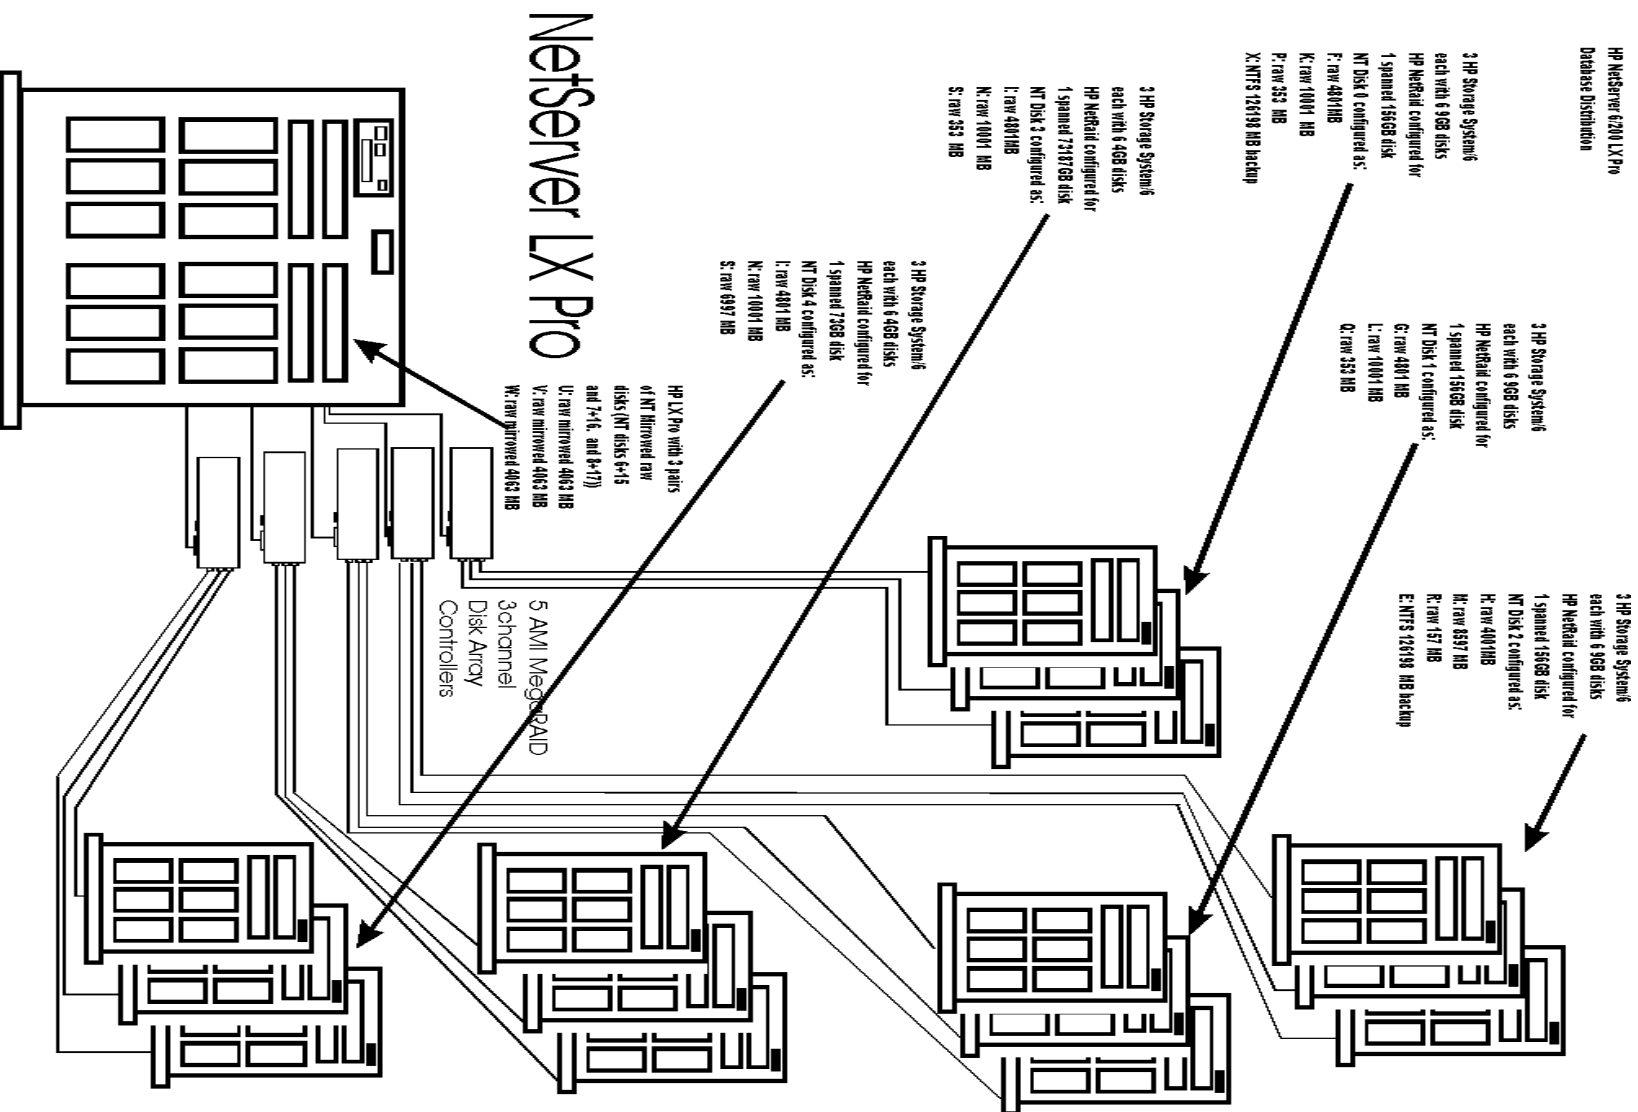 HP NetServer 6/200 LX Pro
Database Distribution
3 HP Storage System/6
each with 6 9GB disks
HP NetRaid configured for
1 spanned 156GB disk
NT Disk 0 configured as:
F: raw 4801MB
K: raw 10001 MB
P: raw 353 MB
X: NTFS 126198 MB backup
3 HP Storage System/6
each with 6 9GB disks
HP NetRaid configured for
1 spanned 156GB disk
NT Disk 1 configured as:
G: raw 4801 MB
L: raw 10001 MB
Q: raw 353 MB
3 HP Storage System/6
each with 6 9GB disks
HP NetRaid configured for
1 spanned 156GB disk
NT Disk 2 configured as:
H: raw 4001MB
M: raw 8597 MB
R: raw 157 MB
E: NTFS 126198 MB backup
3 HP Storage System/6
each with 6 4GB disks
HP NetRaid configured for
1 spanned 73187GB disk
NT Disk 3 configured as:
I: raw 4801MB
N: raw 10001 MB
S: raw 353 MB
3 HP Storage System/6
each with 6 4GB disks
HP NetRaid configured for
1 spanned 73GB disk
NT Disk 4 configured as:
I: raw 4801 MB
N: raw 10001 MB
S: raw 6997 MB
HP LX Pro with 3 pairs
of NT Mirrowed raw
disks (NT disks 6+15
and 7+16, and 8+17))
U: raw mirrowed 4063 MB
V: raw mirrowed 4063 MB
W: raw mirrowed 4063 MB
NetServer LX Pro
5 AMI MegaRAID
3channel
Disk Array
Controllers